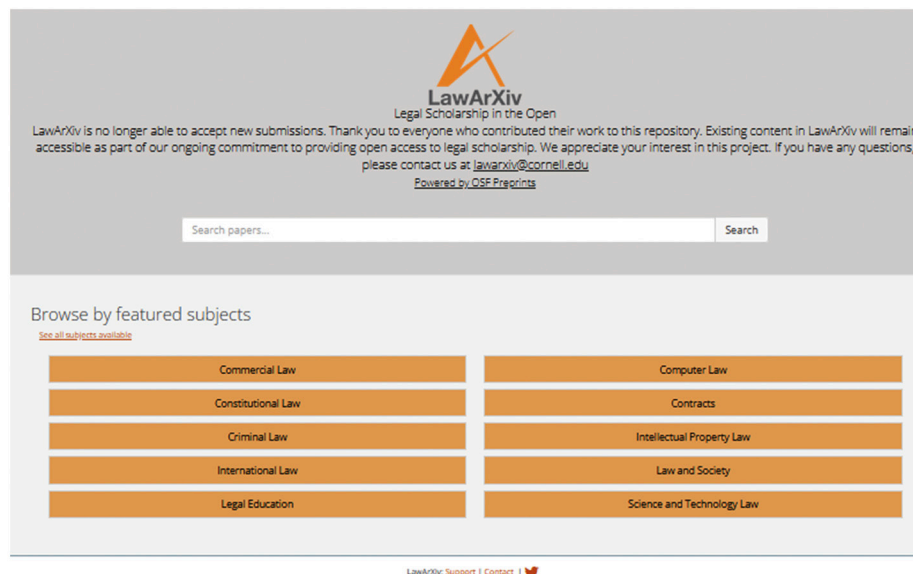 LawArXiv
Legal Scholarship in the Open
LawArXiv is no longer able to accept new submissions. Thank you to everyone who contributed their work to this repository. Existing content in LawArXiv will remain
accessible as part of our ongoing commitment to providing open access to legal scholarship. We appreciate your interest in this project. If you have any questions,
please contact us at lawarxiv@cornell.edu
Powered by OSF Preprints
Search papers... Search
Browse by featured subjects
See all subjects available
Commercial Law Computer Law
Constitutional Law Contracts
Criminal Law Intellectual Property Law
International Law Law and Society
Legal Education Science and Technology Law
LawArXiv: Support | Contact |